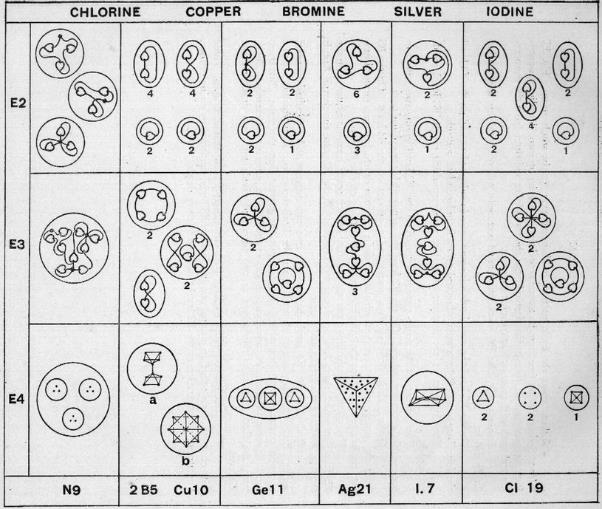 CHLORINE COPPER BROMINE SILVER IODINE
E2
4 4 2 2 6 2 2 4 2
2 2 2 1 3 1 2 1
E3
2 2 2 3 2 2
E4
a
b
2 2 1
N9 2 B5 Cu10 Ge11 Ag21 I.7 Cl 19